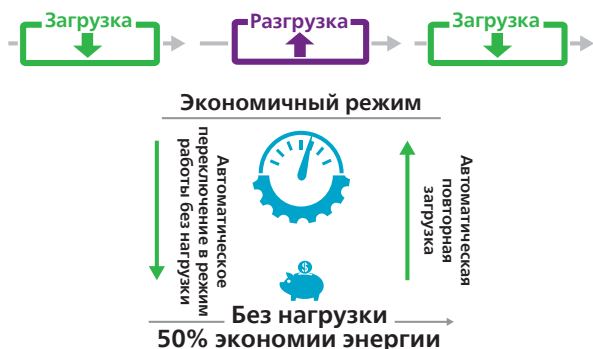 Загрузка
Разгрузка
Загрузка
Экономичный режим
Автоматическое
переключение в режим
работы без нагрузки
$
Автоматическая
повторная
загрузка
Без нагрузки
50% экономии энергии